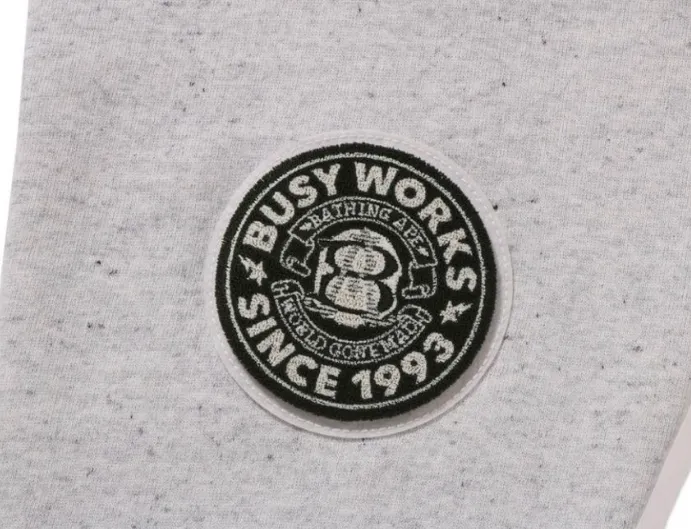 BUSY WORKS
BATHING APE
WORLD GONE MAD
SINCE 1993